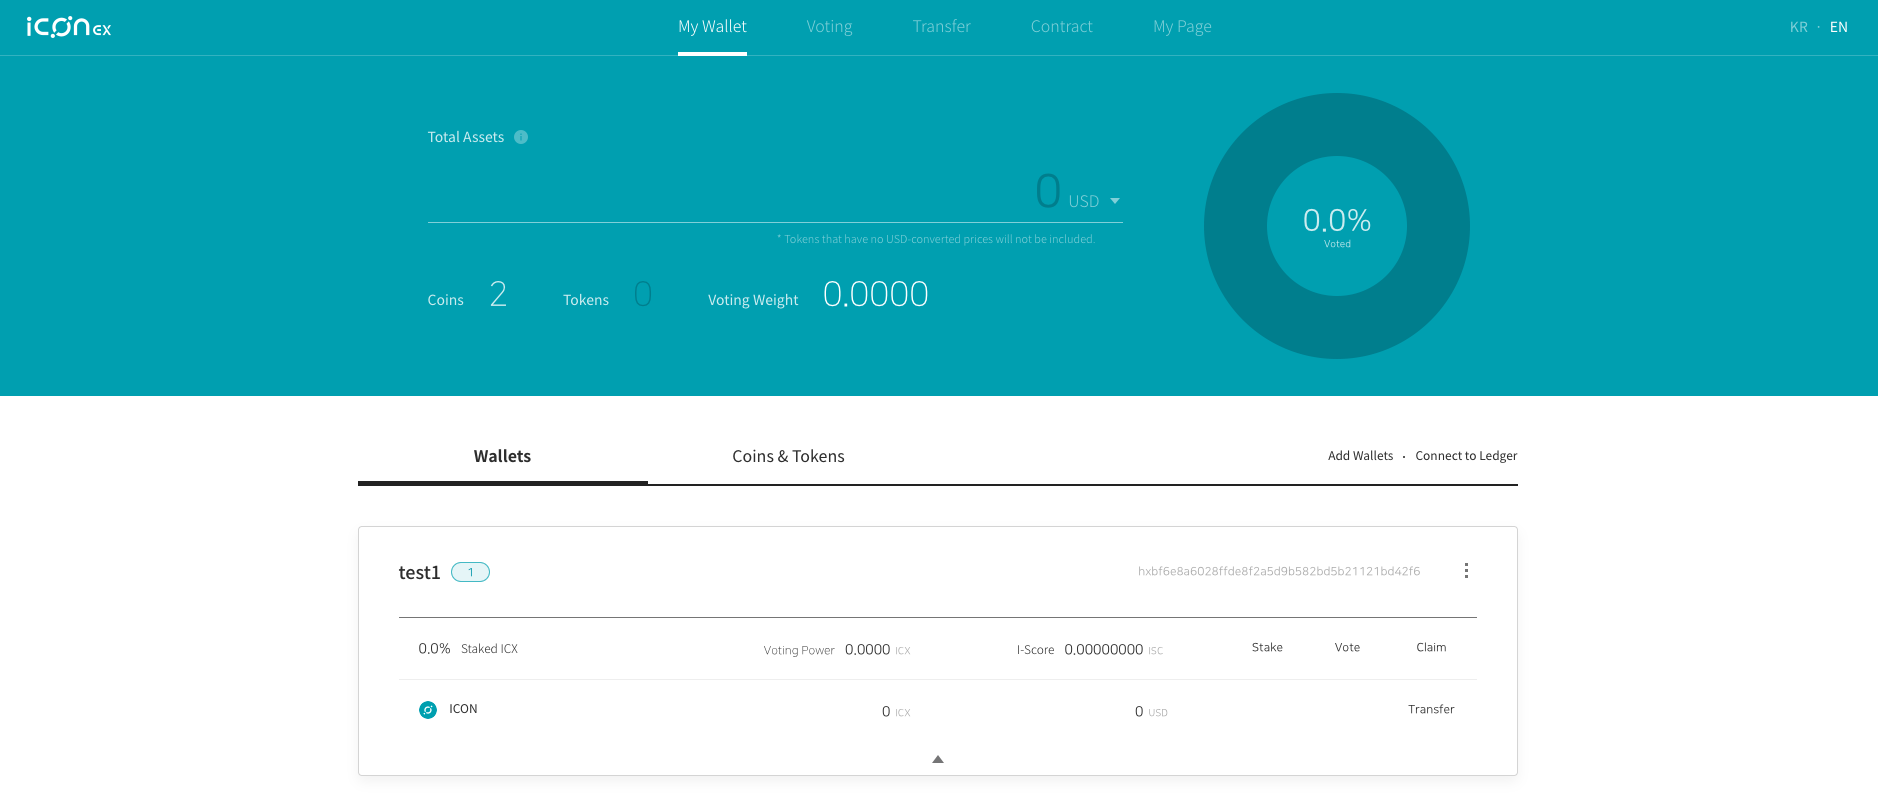 ICON EX
My Wallet Voting Transfer Contract My Page
KR · EN
Total Assets i
0 USD
* Tokens that have no USD-converted prices will not be included.
Coins 2 Tokens 0 Voting Weight 0.0000
0.0%
Voted
Wallets Coins & Tokens Add Wallets · Connect to Ledger
test1 1 hxbf6e8a6028ffde8f2a5d9b582bd5b21121bd42f6
0.0% Staked ICX Voting Power 0.0000 ICX I-Score 0.00000000 ISC Stake Vote Claim
ICON 0 ICX 0 USD Transfer